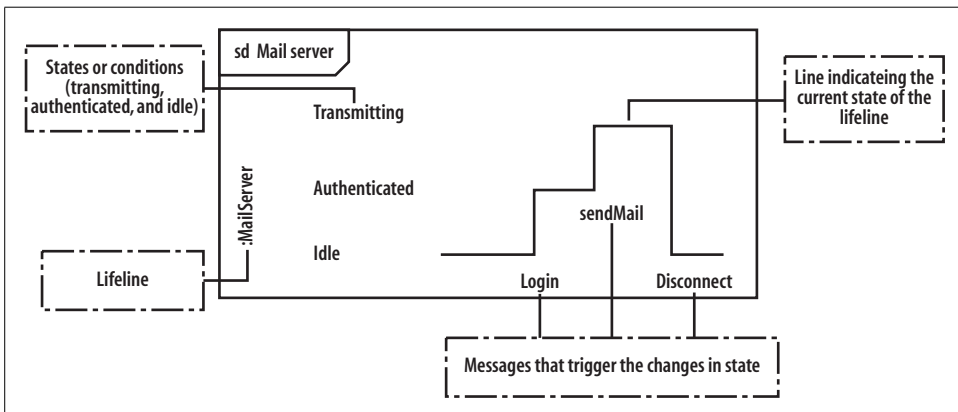 sd Mail server
States or conditions
(transmitting,
authenticated, and idle)
Line indicateing the
current state of the
lifeline
Transmitting
Authenticated
:MailServer
sendMail
Idle
Lifeline
Login
Disconnect
Messages that trigger the changes in state